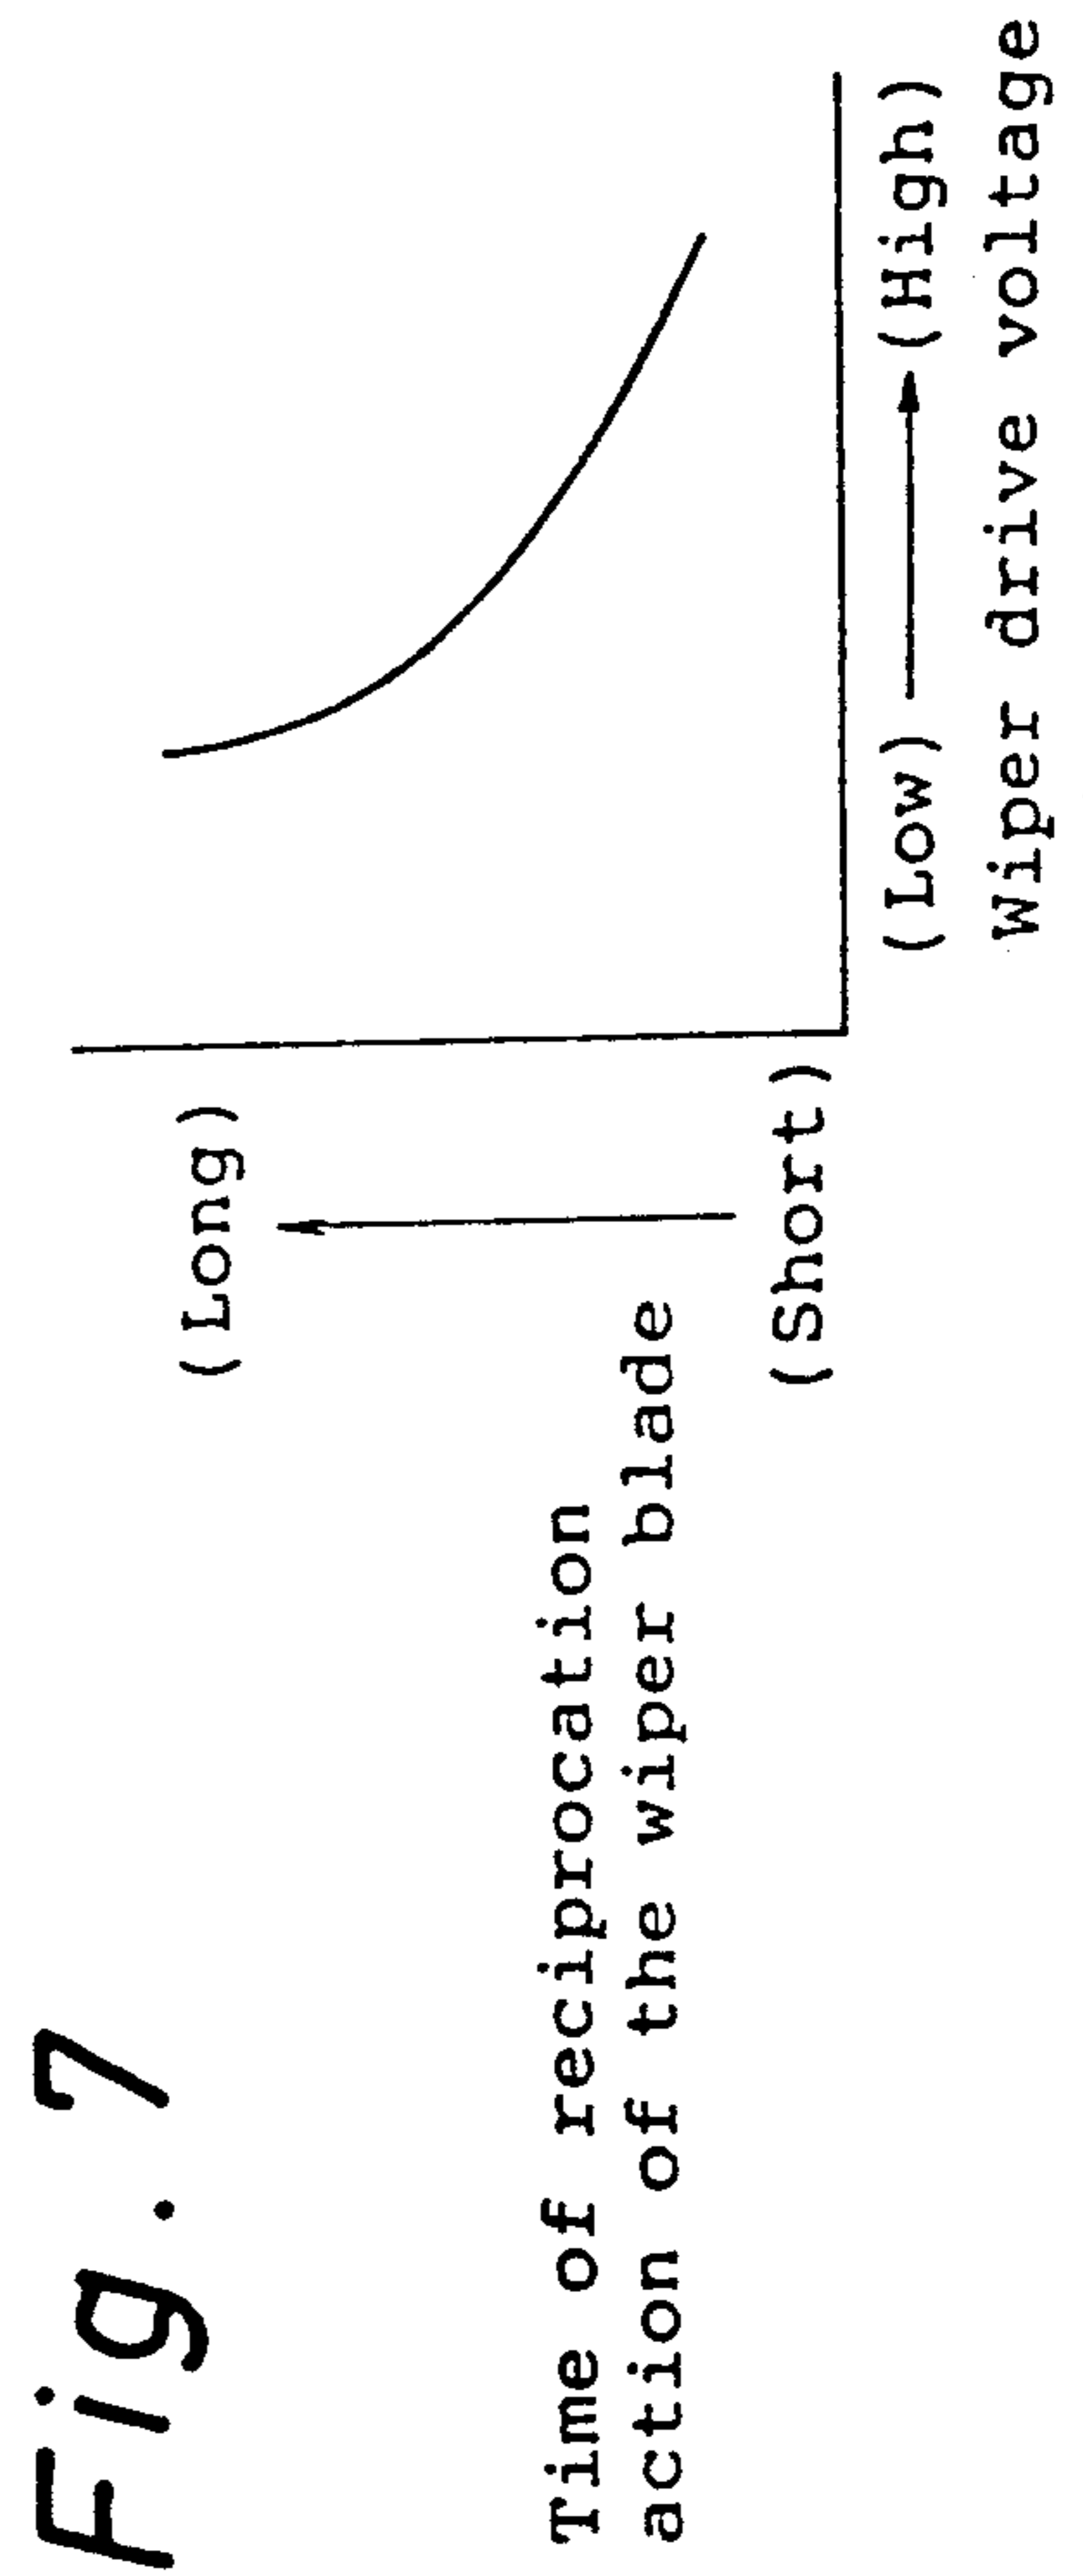 Fig. 7
(Long)
Time of reciprocation
action of the wiper blade
(Short)
(Low) (High)
Wiper drive voltage